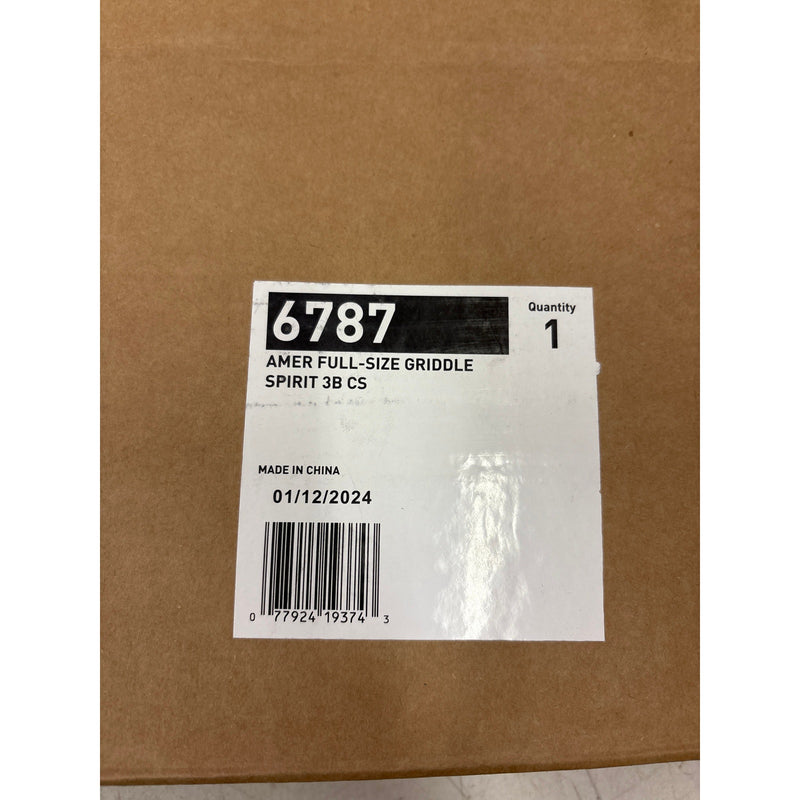 6787
Quantity
1
AMER FULL-SIZE GRIDDLE
SPIRIT 3B CS
MADE IN CHINA
01/12/2024
0 77924 19374 3